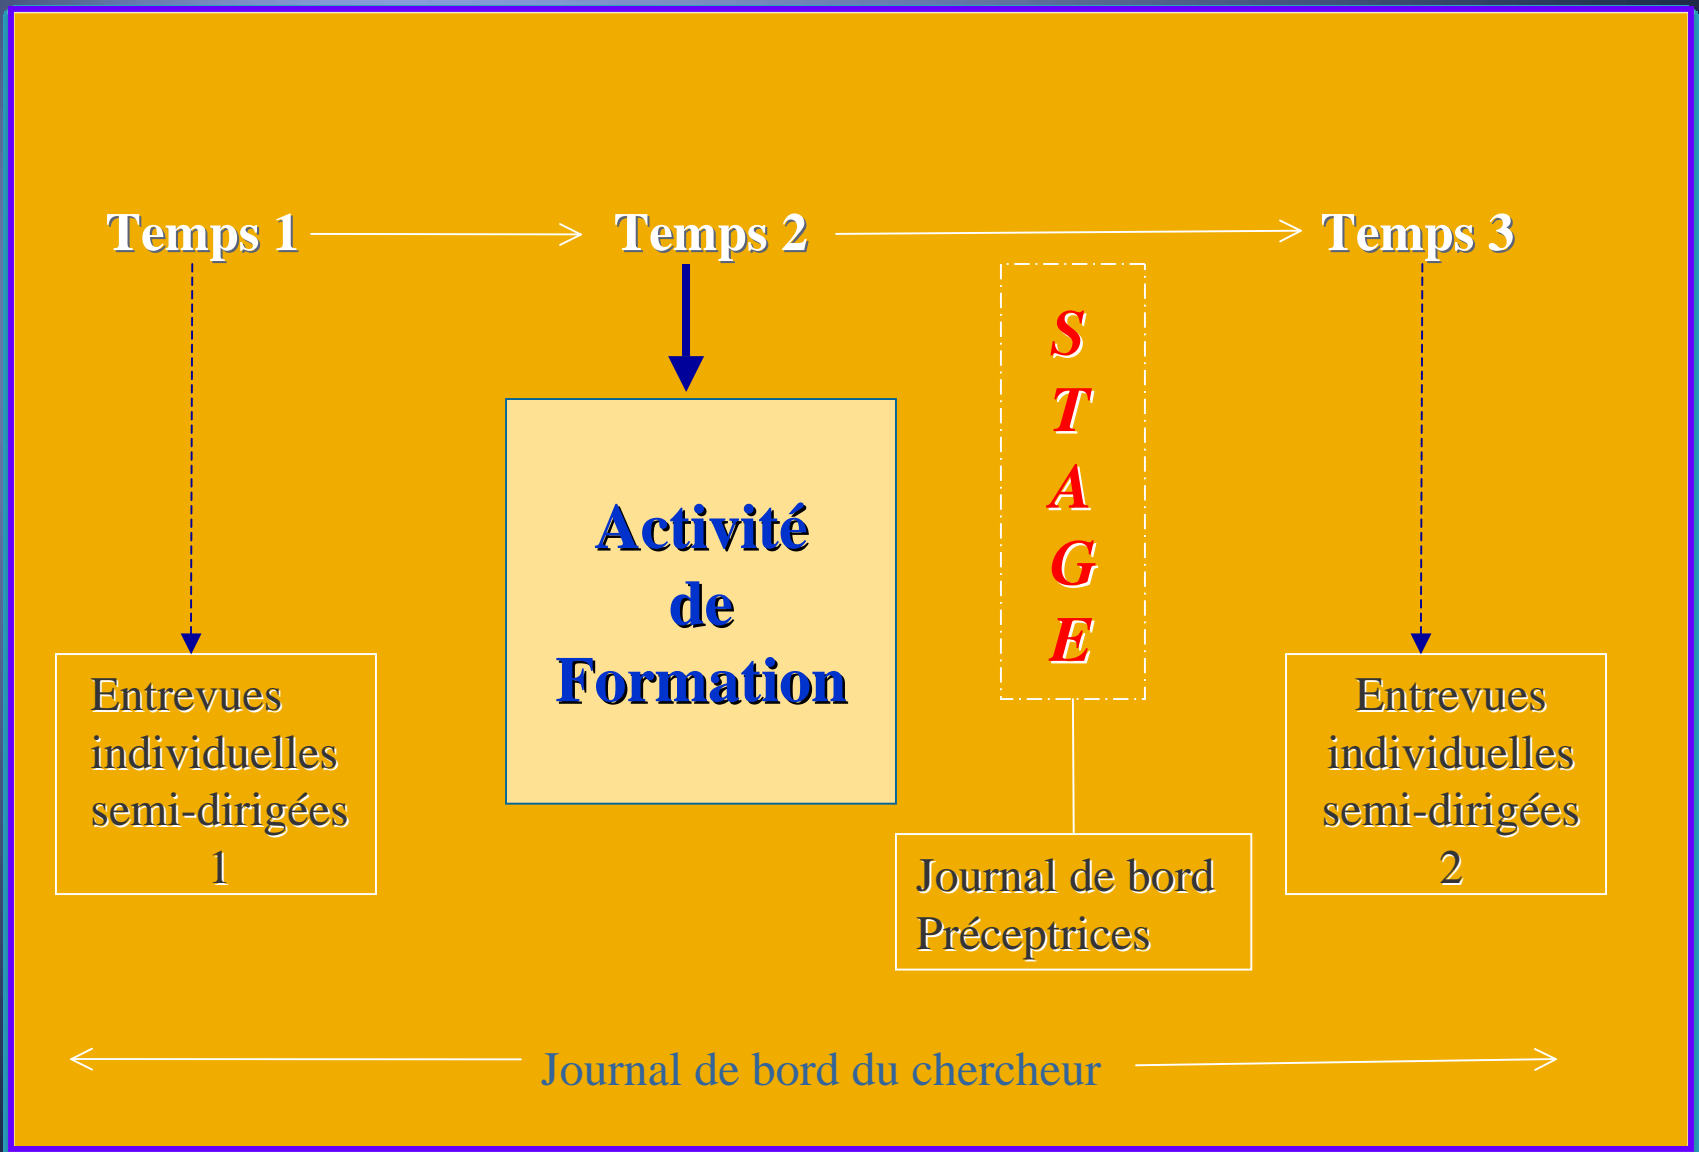 Temps 1
Temps 2
Temps 3
S
T
A
G
E
Activité
de
Formation
Entrevues
individuelles
semi-dirigées
1
Journal de bord
Préceptrices
Entrevues
individuelles
semi-dirigées
2
Journal de bord du chercheur